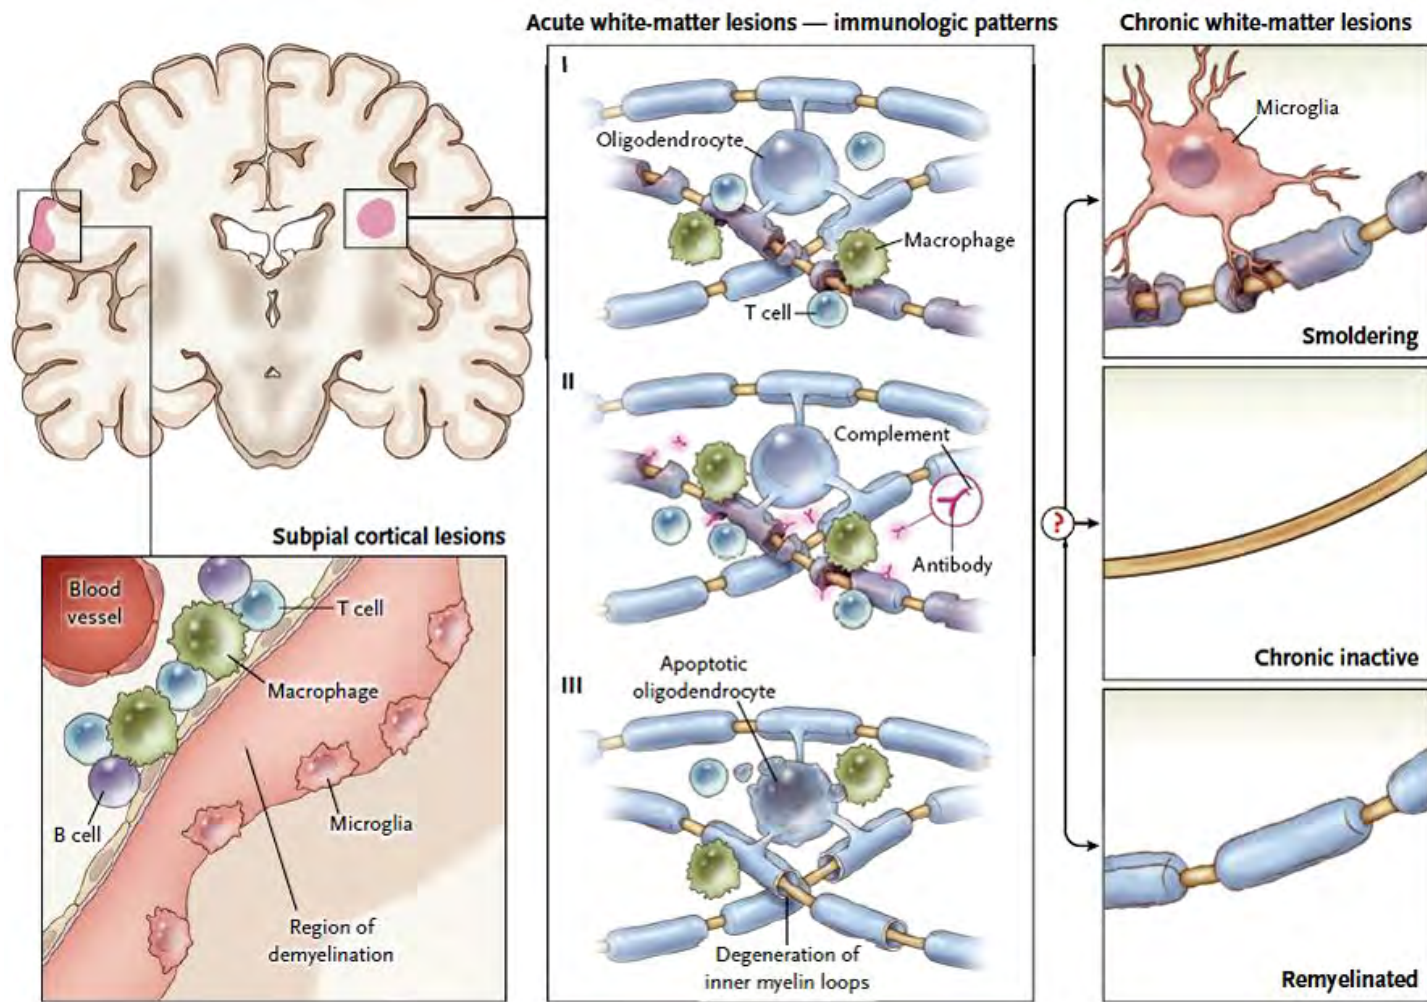 Acute white-matter lesions — immunologic patterns
Chronic white-matter lesions
I
Oligodendrocyte
Macrophage
T cell
II
Complement
Antibody
III
Apoptotic
oligodendrocyte
Degeneration of
inner myelin loops
Subpial cortical lesions
Blood
vessel
T cell
Macrophage
B cell
Microglia
Region of
demyelination
?
Microglia
Smoldering
Chronic inactive
Remyelinated